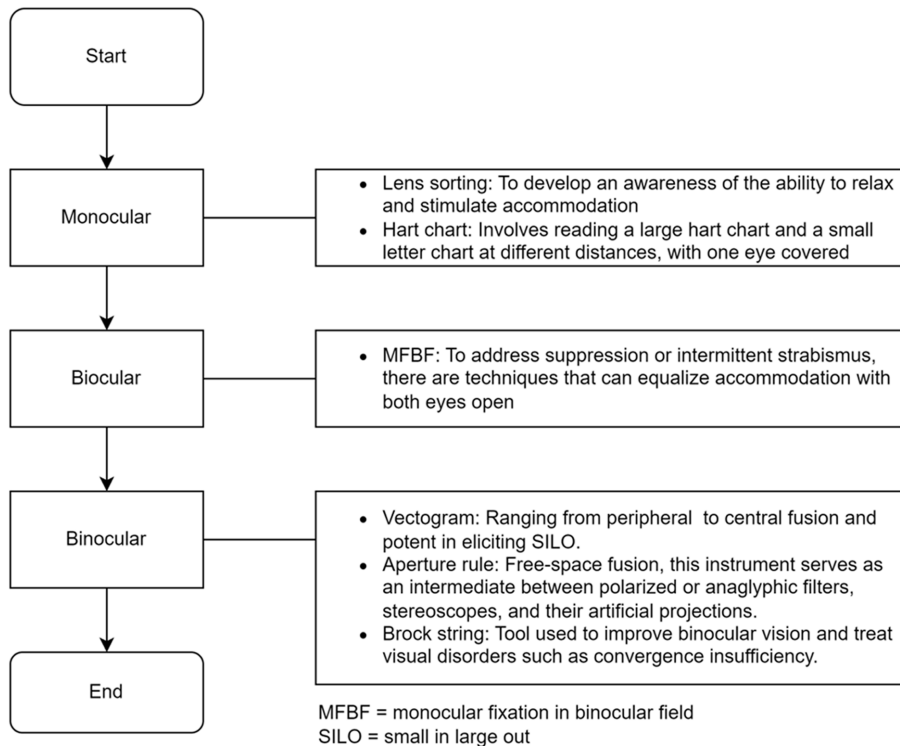 Start
Monocular
• Lens sorting: To develop an awareness of the ability to relax
and stimulate accommodation
• Hart chart: Involves reading a large hart chart and a small
letter chart at different distances, with one eye covered
Biocular
• MFBF: To address suppression or intermittent strabismus,
there are techniques that can equalize accommodation with
both eyes open
Binocular
• Vectogram: Ranging from peripheral to central fusion and
potent in eliciting SILO.
• Aperture rule: Free-space fusion, this instrument serves as
an intermediate between polarized or anaglyphic filters,
stereoscopes, and their artificial projections.
• Brock string: Tool used to improve binocular vision and treat
visual disorders such as convergence insufficiency.
End
MFBF = monocular fixation in binocular field
SILO = small in large out